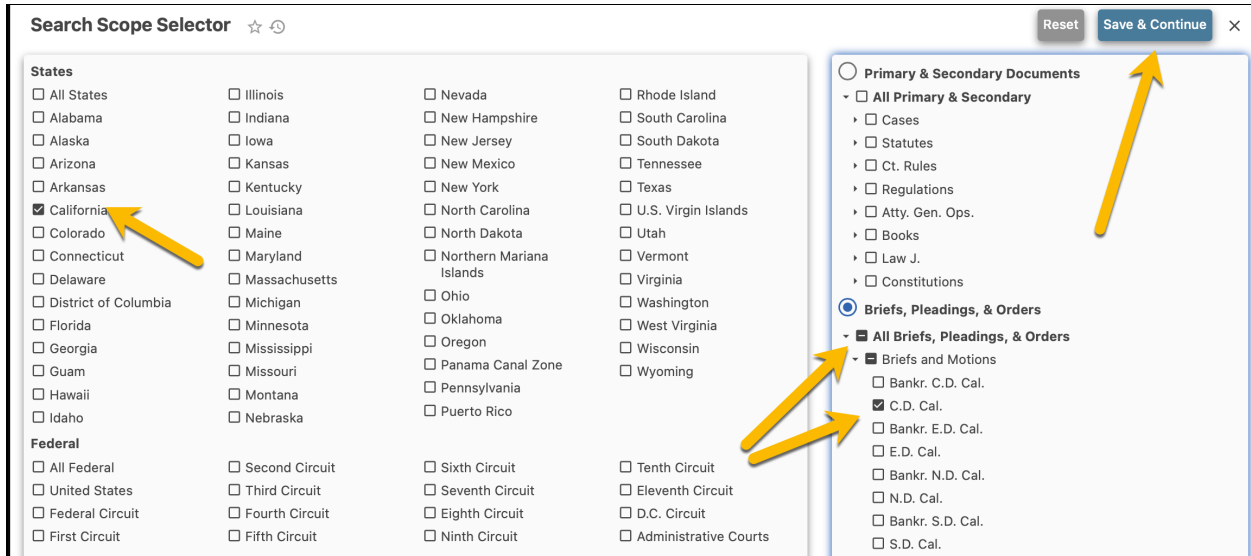 Search Scope Selector
Reset
Save & Continue
States
All States
Alabama
Alaska
Arizona
Arkansas
California
Colorado
Connecticut
Delaware
District of Columbia
Florida
Georgia
Guam
Hawaii
Idaho
Illinois
Indiana
Iowa
Kansas
Kentucky
Louisiana
Maine
Maryland
Massachusetts
Michigan
Minnesota
Mississippi
Missouri
Montana
Nebraska
Nevada
New Hampshire
New Jersey
New Mexico
New York
North Carolina
North Dakota
Northern Mariana
Islands
Ohio
Oklahoma
Oregon
Panama Canal Zone
Pennsylvania
Puerto Rico
Rhode Island
South Carolina
South Dakota
Tennessee
Texas
U.S. Virgin Islands
Utah
Vermont
Virginia
Washington
West Virginia
Wisconsin
Wyoming
Federal
All Federal
United States
Federal Circuit
First Circuit
Second Circuit
Third Circuit
Fourth Circuit
Fifth Circuit
Sixth Circuit
Seventh Circuit
Eighth Circuit
Ninth Circuit
Tenth Circuit
Eleventh Circuit
D.C. Circuit
Administrative Courts
Primary & Secondary Documents
All Primary & Secondary
Cases
Statutes
Ct. Rules
Regulations
Atty. Gen. Ops.
Books
Law J.
Constitutions
Briefs, Pleadings, & Orders
All Briefs, Pleadings, & Orders
Briefs and Motions
Bankr. C.D. Cal.
C.D. Cal.
Bankr. E.D. Cal.
E.D. Cal.
Bankr. N.D. Cal.
N.D. Cal.
Bankr. S.D. Cal.
S.D. Cal.